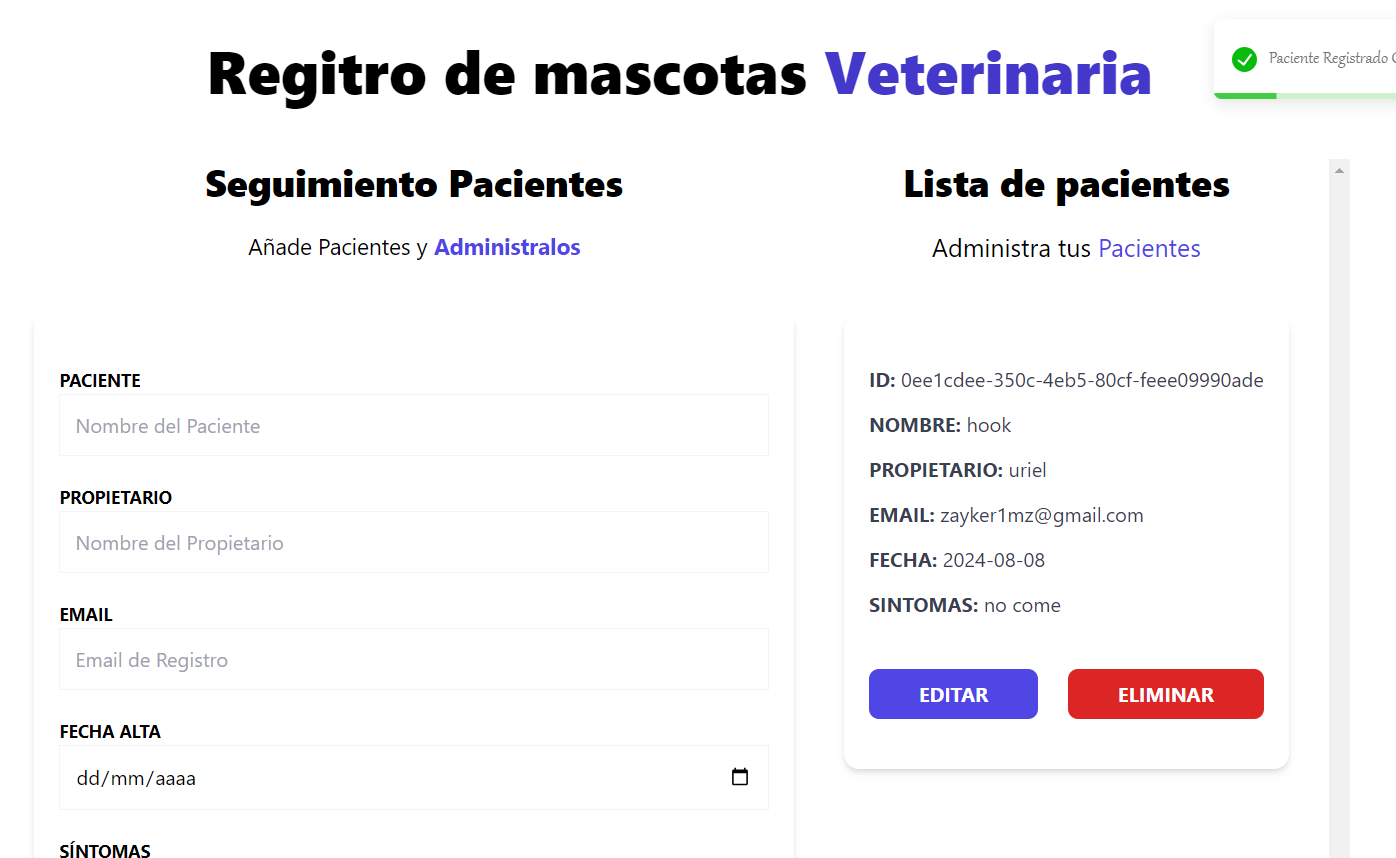 Regitro de mascotas Veterinaria
Paciente Registrado
Seguimiento Pacientes
Añade Pacientes y Administralos
PACIENTE
Nombre del Paciente
PROPIETARIO
Nombre del Propietario
EMAIL
Email de Registro
FECHA ALTA
dd/mm/aaaa
SÍNTOMAS
Lista de pacientes
Administra tus Pacientes
ID: 0ee1cdee-350c-4eb5-80cf-feee09990ade
NOMBRE: hook
PROPIETARIO: uriel
EMAIL: zayker1mz@gmail.com
FECHA: 2024-08-08
SINTOMAS: no come
EDITAR
ELIMINAR